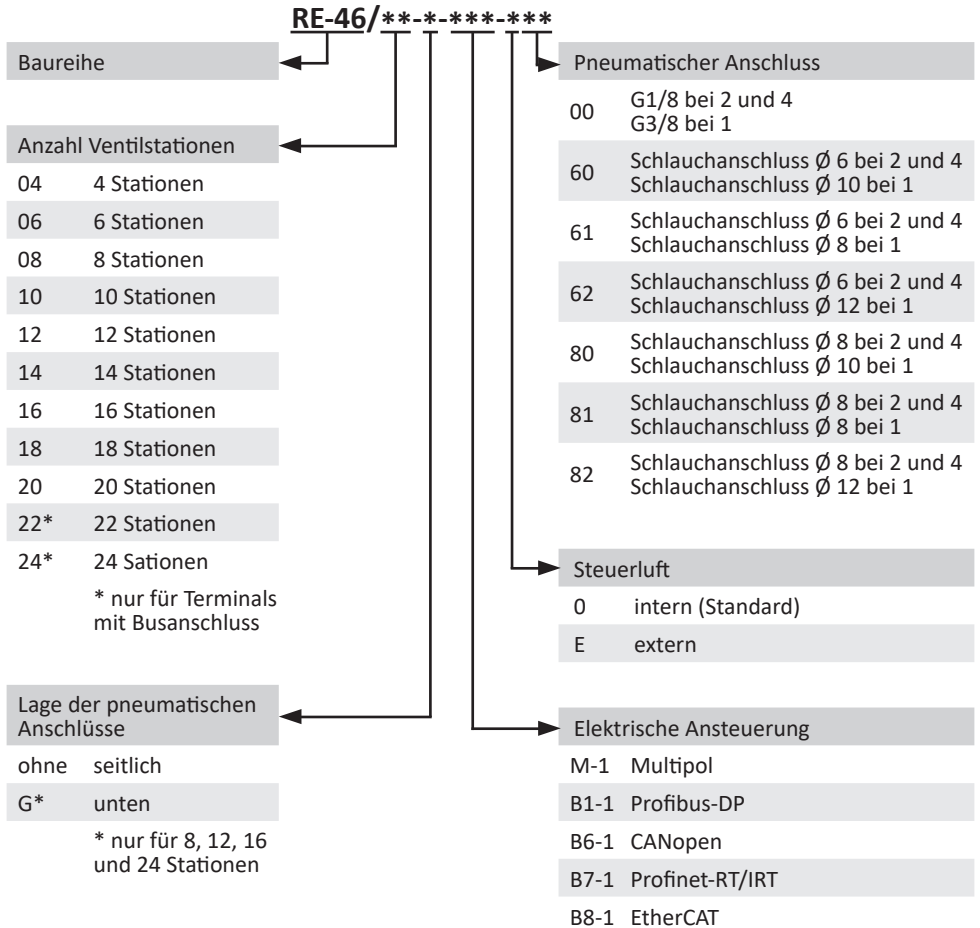 RE-46/**-*-***-***
Baureihe
Anzahl Ventilstationen
04 4 Stationen
06 6 Stationen
08 8 Stationen
10 10 Stationen
12 12 Stationen
14 14 Stationen
16 16 Stationen
18 18 Stationen
20 20 Stationen
22* 22 Stationen
24* 24 Sationen
* nur für Terminals
mit Busanschluss
Lage der pneumatischen
Anschlüsse
ohne seitlich
G* unten
* nur für 8, 12, 16
und 24 Stationen
Pneumatischer Anschluss
00 G1/8 bei 2 und 4
G3/8 bei 1
60 Schlauchanschluss Ø 6 bei 2 und 4
Schlauchanschluss Ø 10 bei 1
61 Schlauchanschluss Ø 6 bei 2 und 4
Schlauchanschluss Ø 8 bei 1
62 Schlauchanschluss Ø 6 bei 2 und 4
Schlauchanschluss Ø 12 bei 1
80 Schlauchanschluss Ø 8 bei 2 und 4
Schlauchanschluss Ø 10 bei 1
81 Schlauchanschluss Ø 8 bei 2 und 4
Schlauchanschluss Ø 8 bei 1
82 Schlauchanschluss Ø 8 bei 2 und 4
Schlauchanschluss Ø 12 bei 1
Steuerluft
0 intern (Standard)
E extern
Elektrische Ansteuerung
M-1 Multipol
B1-1 Profibus-DP
B6-1 CANopen
B7-1 Profinet-RT/IRT
B8-1 EtherCAT